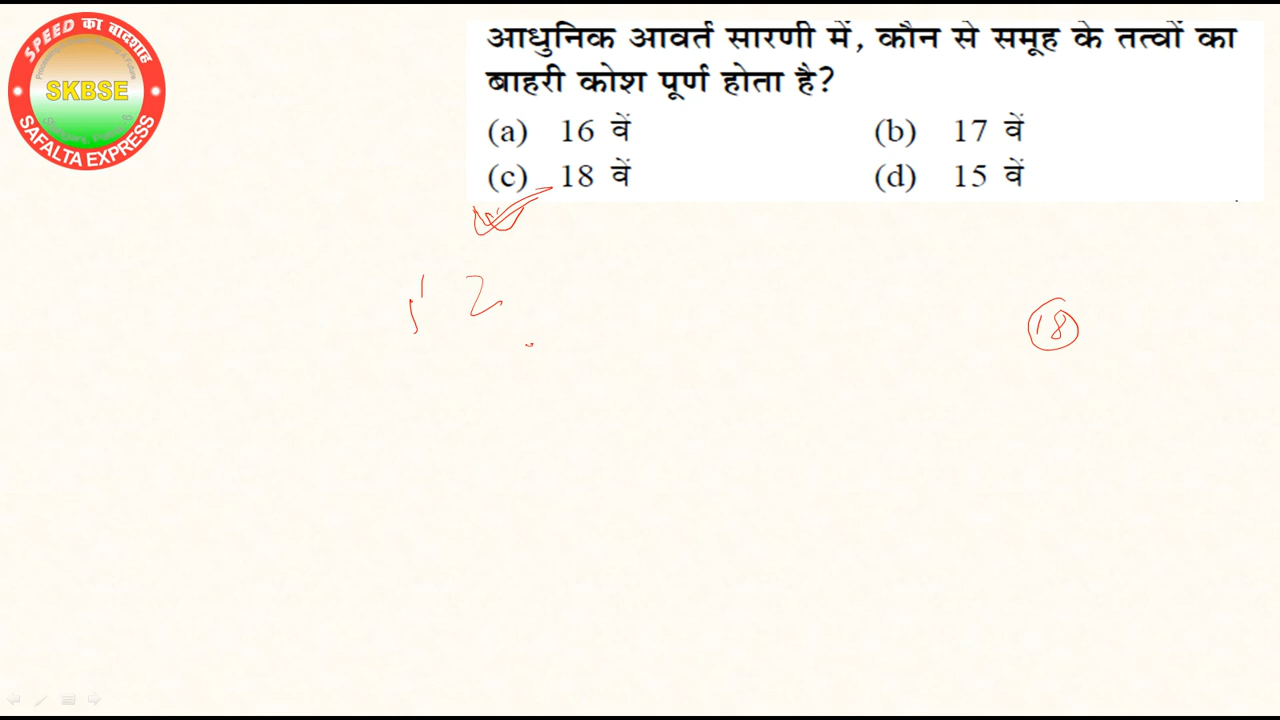 SPEED का बादशाह
SKBSE
SAFALTA EXPRESS
आधुनिक आवर्त सारणी में, कौन से समूह के तत्वों का
बाहरी कोश पूर्ण होता है?
(a) 16 वें (b) 17 वें
(c) 18 वें (d) 15 वें
1 2
18